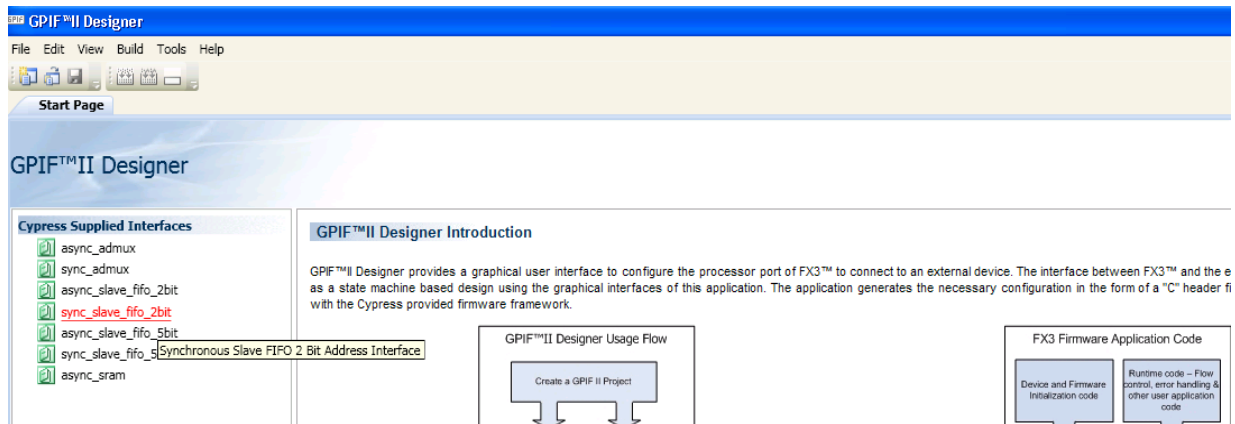 GPIF™II Designer
File Edit View Build Tools Help
Start Page
GPIF™II Designer
Cypress Supplied Interfaces
async_admux
sync_admux
async_slave_fifo_2bit
sync_slave_fifo_2bit
async_slave_fifo_5bit
sync_slave_fifo_5
Synchronous Slave FIFO 2 Bit Address Interface
async_sram
GPIF™II Designer Introduction
GPIF™II Designer provides a graphical user interface to configure the processor port of FX3™ to connect to an external device. The interface between FX3™ and the e
as a state machine based design using the graphical interfaces of this application. The application generates the necessary configuration in the form of a "C" header fi
with the Cypress provided firmware framework.
GPIF™II Designer Usage Flow
Create a GPIF II Project
FX3 Firmware Application Code
Device and Firmware
Initialization code
Runtime code – Flow
control, error handling &
other user application
code